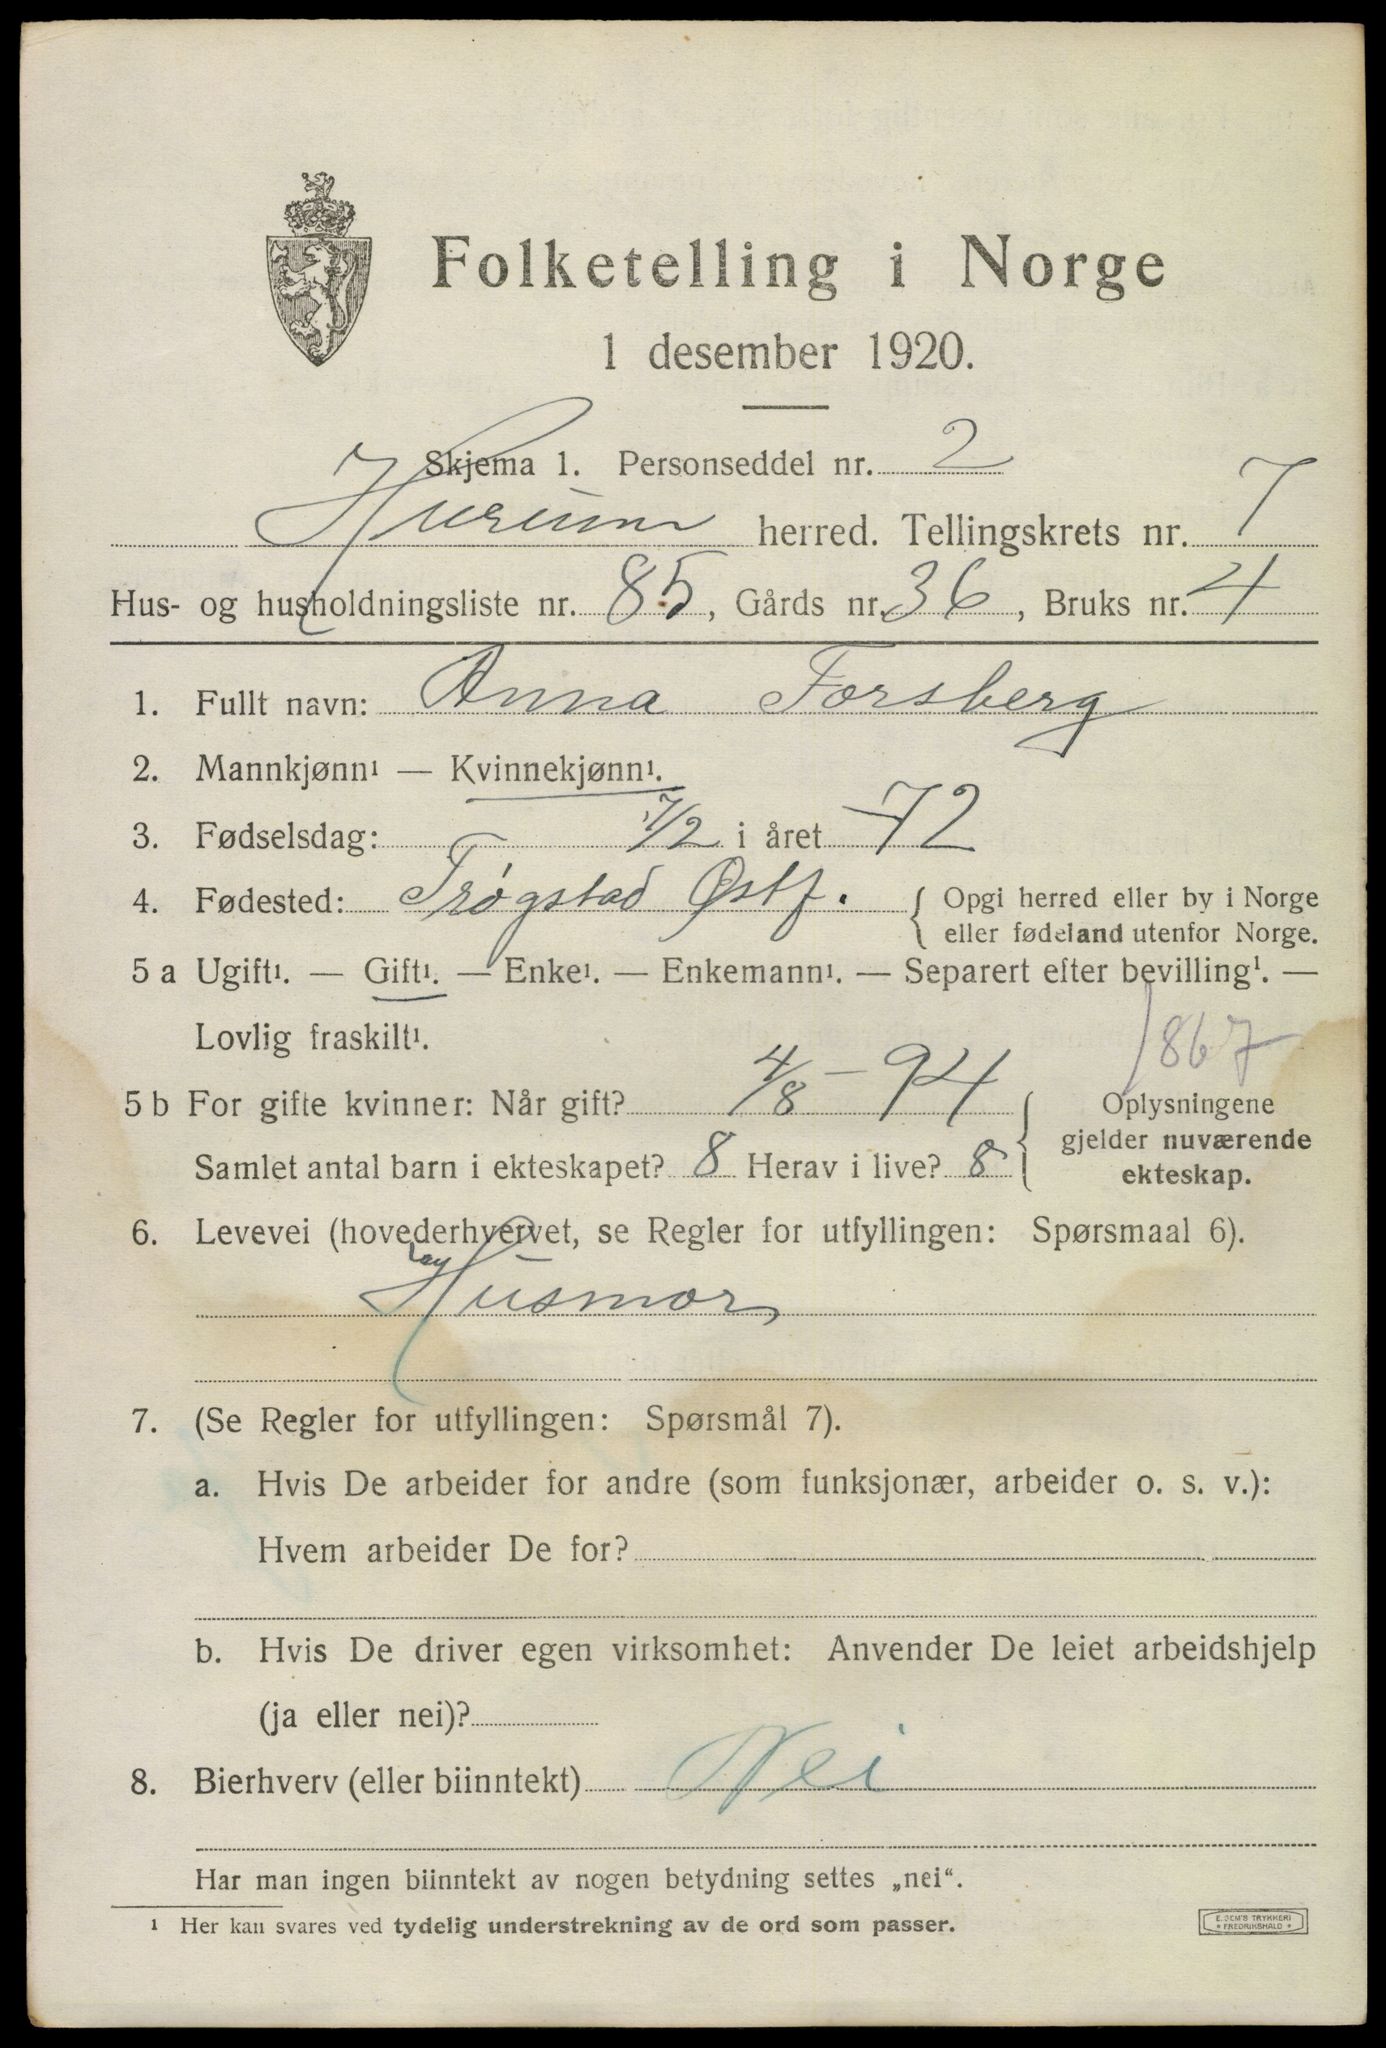 Folketelling i Norge
1 desember 1920.
Skjema 1. Personseddel nr. 2
Hurum herred. Tellingskrets nr. 7
Hus- og husholdningsliste nr. 85, Gårds nr. 36, Bruks nr. 4
1. Fullt navn: Anna Forsberg
2. Mannkjønn¹ — Kvinnekjønn¹.
3. Fødselsdag: 7/2 i året 72
4. Fødested: Trøgstad Østf. { Opgi herred eller by i Norge
eller fødeland utenfor Norge.
5 a Ugift¹. — Gift¹. — Enke¹. — Enkemann¹. — Separert efter bevilling¹. —
Lovlig fraskilt¹.
1867
5 b For gifte kvinner: Når gift? 4/8 - 94
Samlet antal barn i ekteskapet? 8 Herav i live? 8
Oplysningene
gjelder nuværende
ekteskap.
6. Levevei (hovederhvervet, se Regler for utfyllingen: Spørsmaal 6).
Husmor
7. (Se Regler for utfyllingen: Spørsmål 7).
a. Hvis De arbeider for andre (som funksjonær, arbeider o. s. v.):
Hvem arbeider De for?
b. Hvis De driver egen virksomhet: Anvender De leiet arbeidshjelp
(ja eller nei)?
8. Bierhverv (eller biinntekt) Nei
Har man ingen biinntekt av nogen betydning settes „nei“.
¹ Her kan svares ved tydelig understrekning av de ord som passer.
E. SEM'S TRYKKERI
* FREDRIKSHALD *